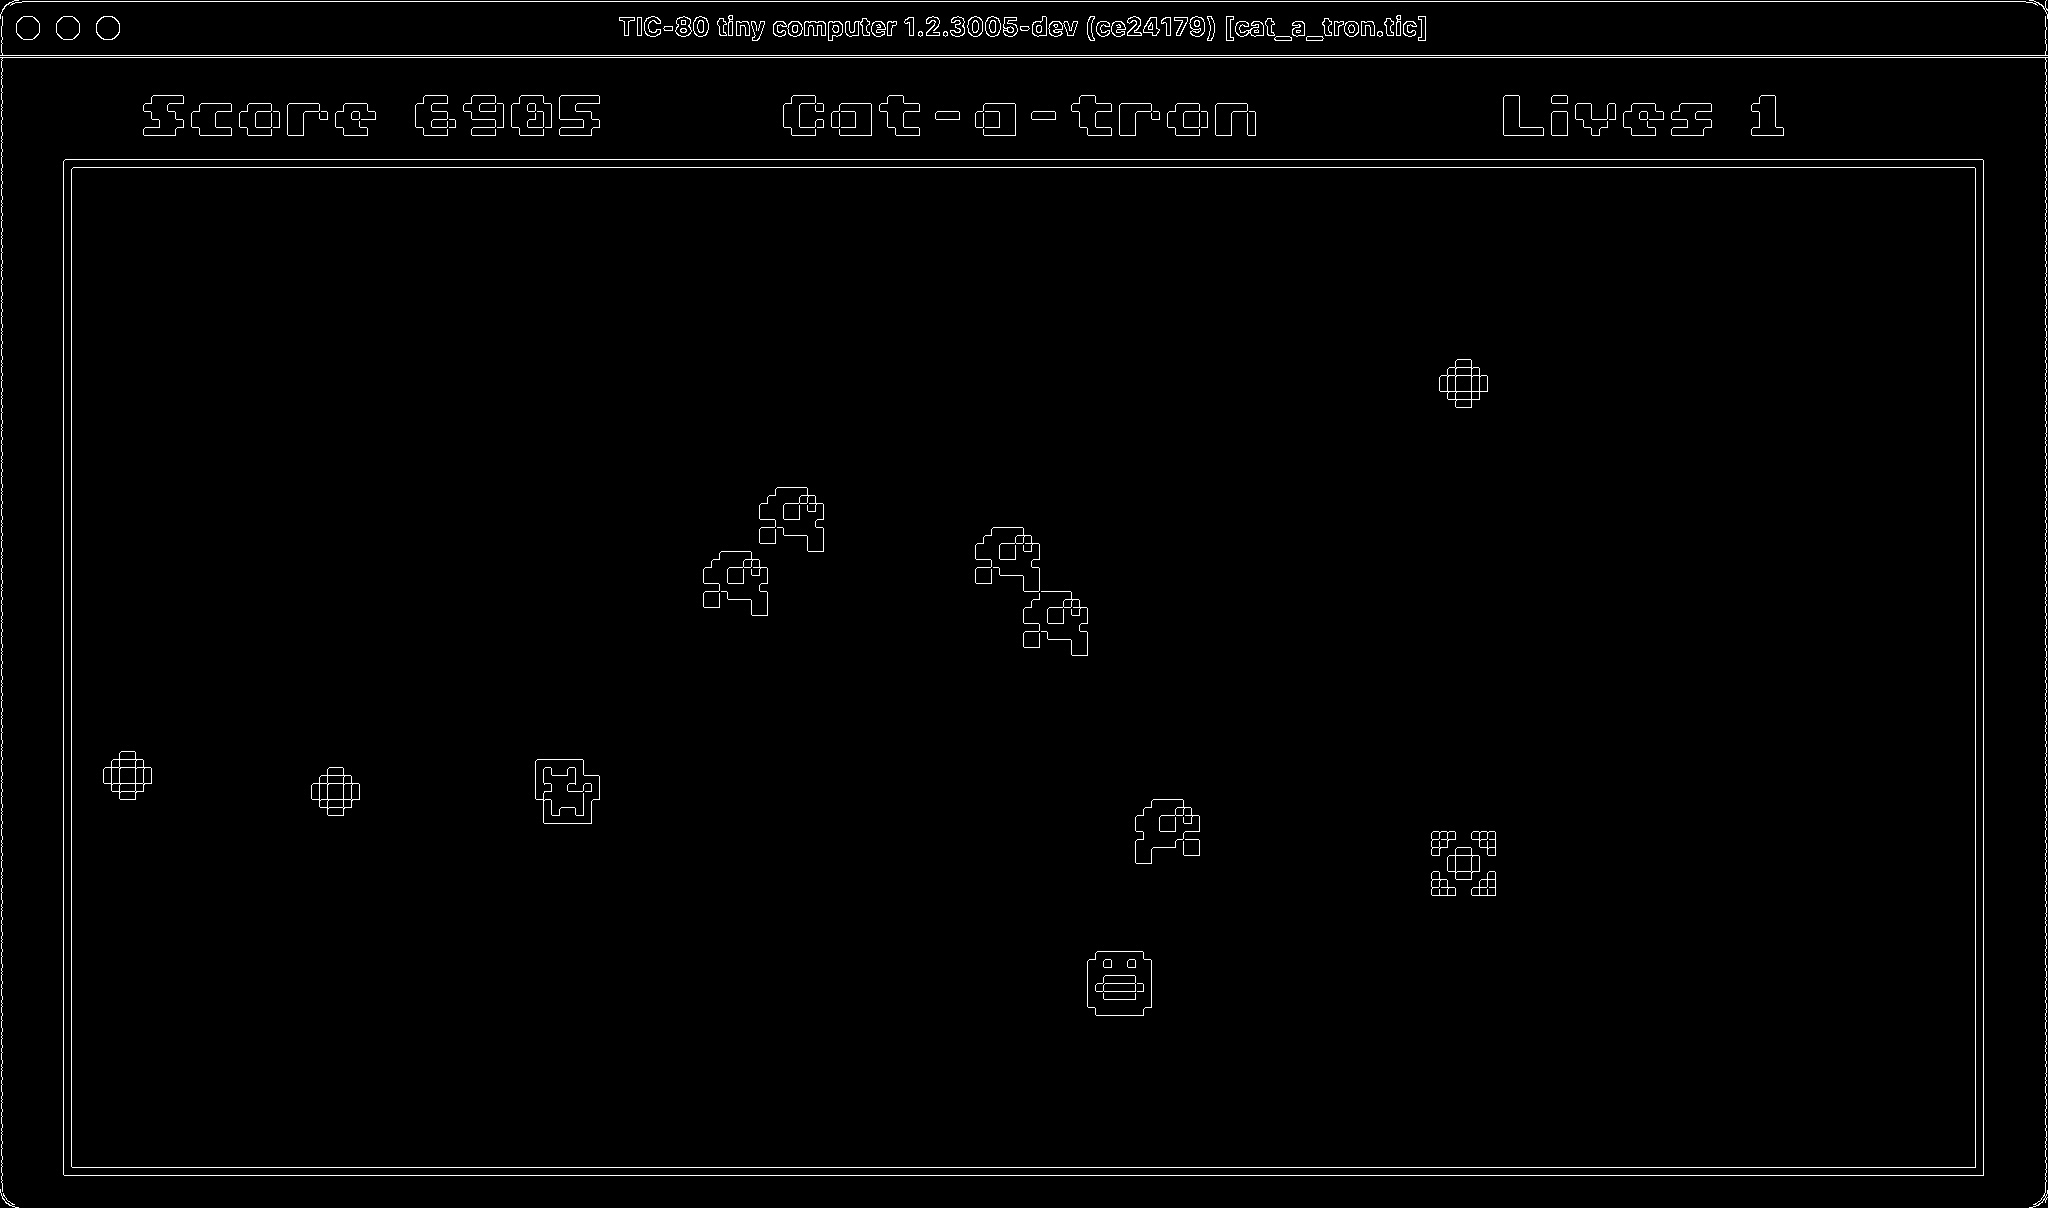 TIC-80 tiny computer 1.2.3005-dev (ce24179) [cat_a_tron.tic]
Score 6905 Cat-a-tron Lives 1